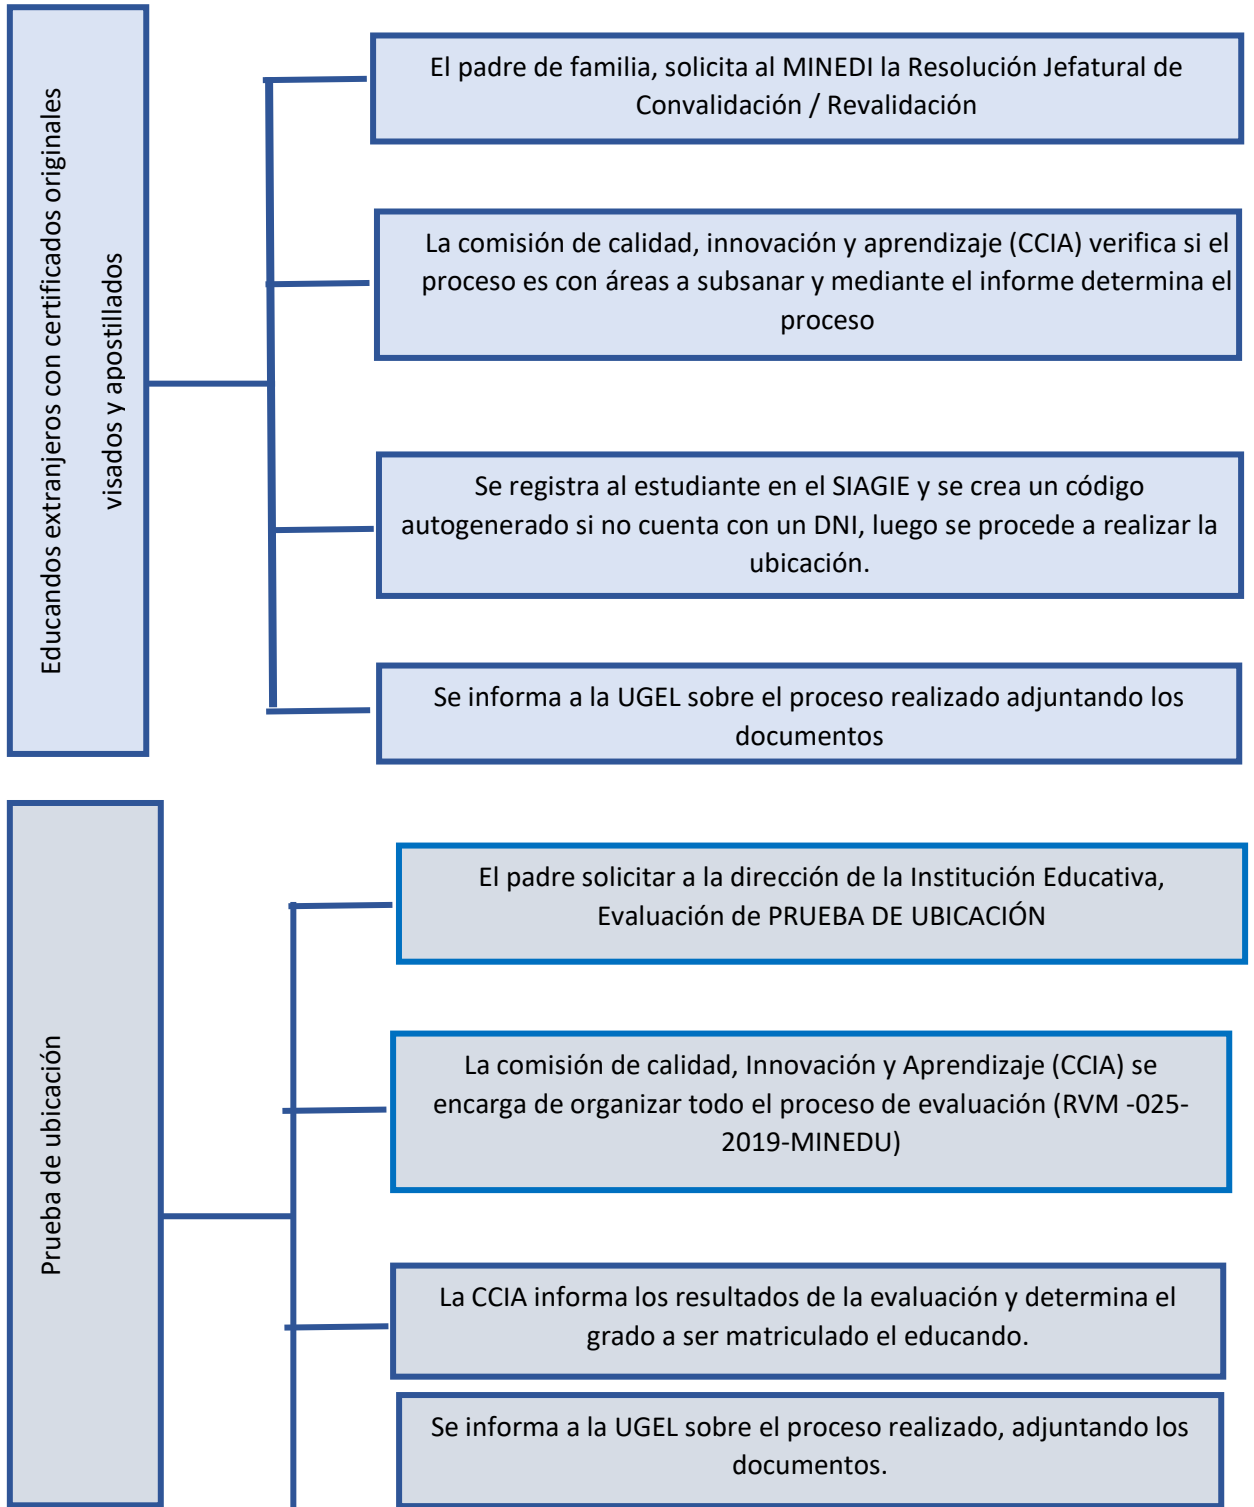 Educandos extranjeros con certificados originales
visados y apostillados
El padre de familia, solicita al MINEDI la Resolución Jefatural de
Convalidación / Revalidación
La comisión de calidad, innovación y aprendizaje (CCIA) verifica si el
proceso es con áreas a subsanar y mediante el informe determina el
proceso
Se registra al estudiante en el SIAGIE y se crea un código
autogenerado si no cuenta con un DNI, luego se procede a realizar la
ubicación.
Se informa a la UGEL sobre el proceso realizado adjuntando los
documentos
Prueba de ubicación
El padre solicitar a la dirección de la Institución Educativa,
Evaluación de PRUEBA DE UBICACIÓN
La comisión de calidad, Innovación y Aprendizaje (CCIA) se
encarga de organizar todo el proceso de evaluación (RVM -025-
2019-MINEDU)
La CCIA informa los resultados de la evaluación y determina el
grado a ser matriculado el educando.
Se informa a la UGEL sobre el proceso realizado, adjuntando los
documentos.